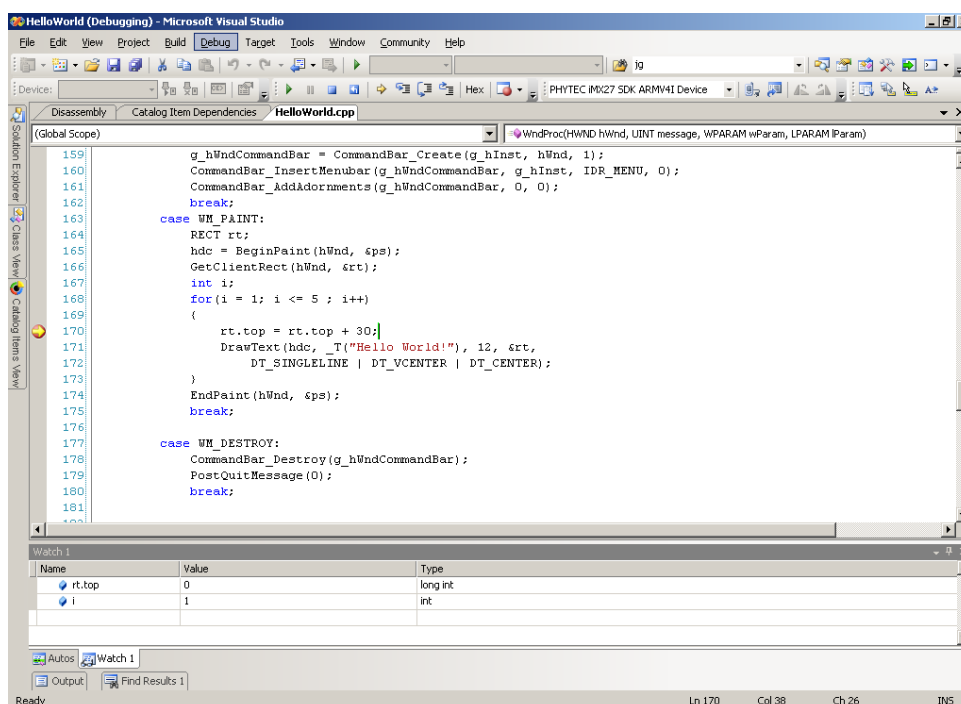 HelloWorld (Debugging) - Microsoft Visual Studio
File Edit View Project Build Debug Target Tools Window Community Help
jg
Device: Hex PHYTEC iMX27 SDK ARMV4I Device
Disassembly Catalog Item Dependencies HelloWorld.cpp
(Global Scope) WndProc(HWND hWnd, UINT message, WPARAM wParam, LPARAM lParam)
Solution Explorer
Class View
Catalog Items View
159 g_hWndCommandBar = CommandBar_Create(g_hInst, hWnd, 1);
160 CommandBar_InsertMenubar(g_hWndCommandBar, g_hInst, IDR_MENU, 0);
161 CommandBar_AddAdornments(g_hWndCommandBar, 0, 0);
162 break;
163 case WM_PAINT:
164 RECT rt;
165 hdc = BeginPaint(hWnd, &ps);
166 GetClientRect(hWnd, &rt);
167 int i;
168 for(i = 1; i <= 5 ; i++)
169 {
170 rt.top = rt.top + 30;
171 DrawText(hdc, _T("Hello World!"), 12, &rt,
172 DT_SINGLELINE | DT_VCENTER | DT_CENTER);
173 }
174 EndPaint(hWnd, &ps);
175 break;
176
177 case WM_DESTROY:
178 CommandBar_Destroy(g_hWndCommandBar);
179 PostQuitMessage(0);
180 break;
181
Watch 1
Name Value Type
rt.top 0 long int
i 1 int
Autos Watch 1
Output Find Results 1
Ready Ln 170 Col 38 Ch 26 INS